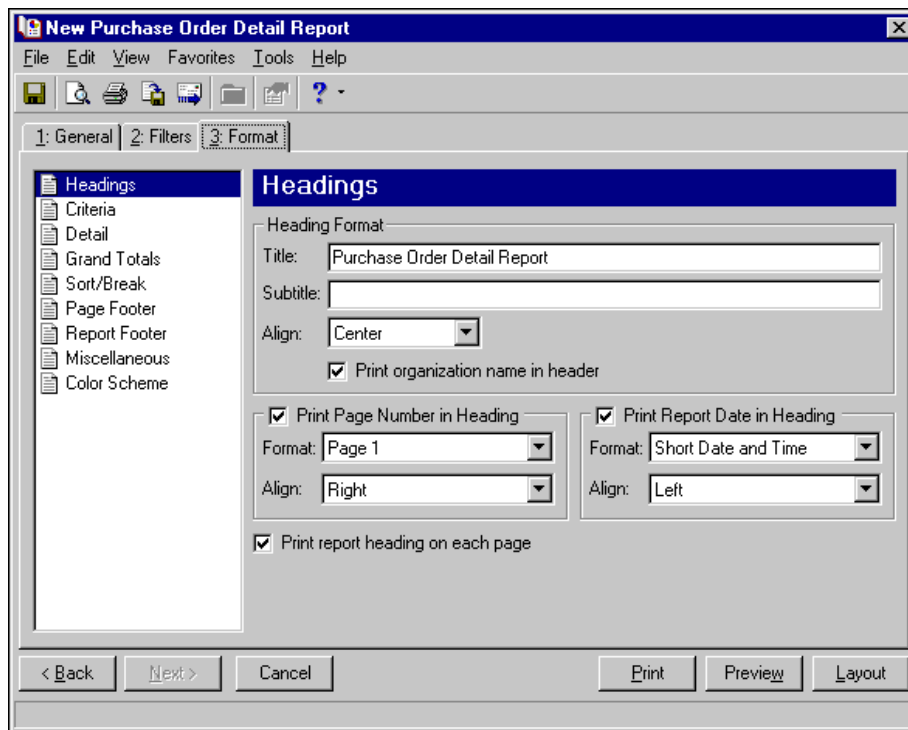 New Purchase Order Detail Report
File Edit View Favorites Tools Help
1: General 2: Filters 3: Format
Headings
Criteria
Detail
Grand Totals
Sort/Break
Page Footer
Report Footer
Miscellaneous
Color Scheme
Headings
Heading Format
Title: Purchase Order Detail Report
Subtitle:
Align: Center
Print organization name in header
Print Page Number in Heading
Format: Page 1
Align: Right
Print Report Date in Heading
Format: Short Date and Time
Align: Left
Print report heading on each page
< Back Next > Cancel Print Preview Layout